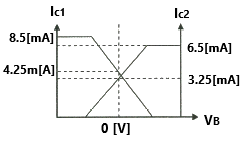 Ic1
Ic2
8.5[mA]
6.5[mA]
4.25m[A]
3.25[mA]
0 [V]
VB